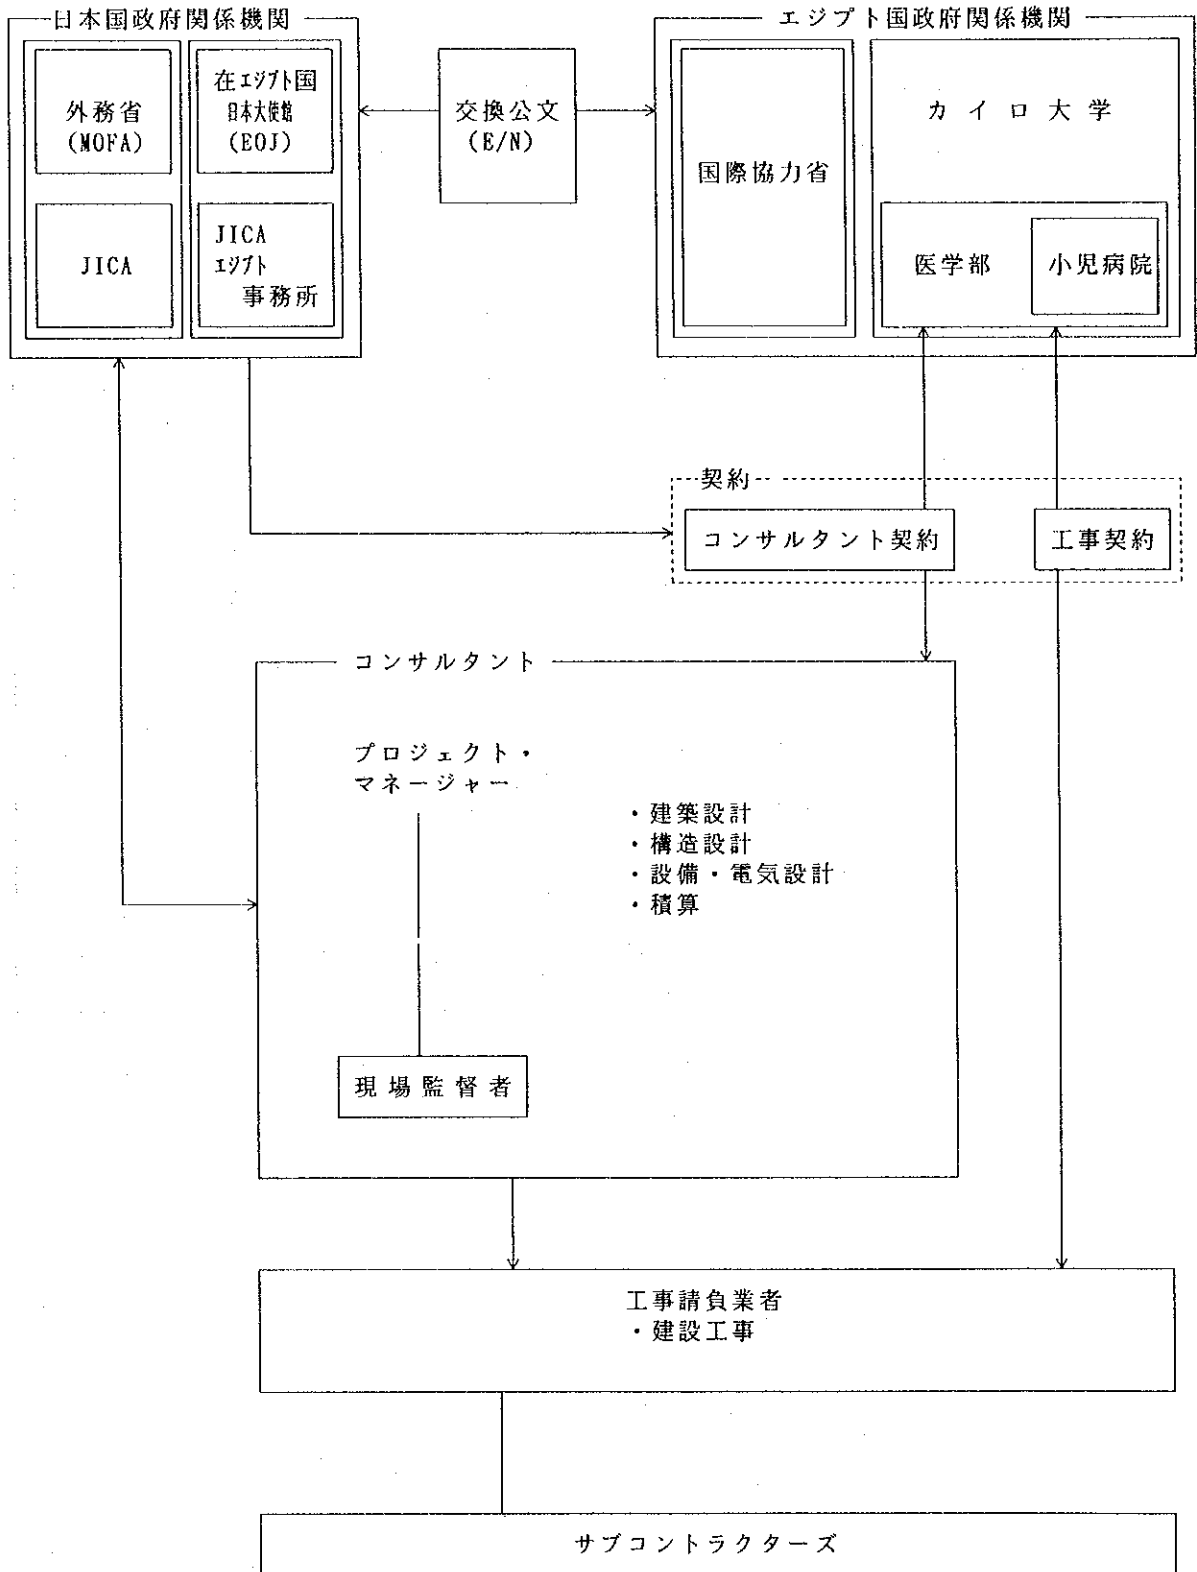 日本国政府関係機関
外務省
(MOFA)
在エジプト国
日本大使館
(EOJ)
JICA
JICA
エジプト
事務所
交換公文
(E/N)
エジプト国政府関係機関
国際協力省
カイロ大学
医学部
小児病院
契約
コンサルタント契約
工事契約
コンサルタント
プロジェクト・
マネージャー
・建築設計
・構造設計
・設備・電気設計
・積算
現場監督者
工事請負業者
・建設工事
サブコントラクターズ